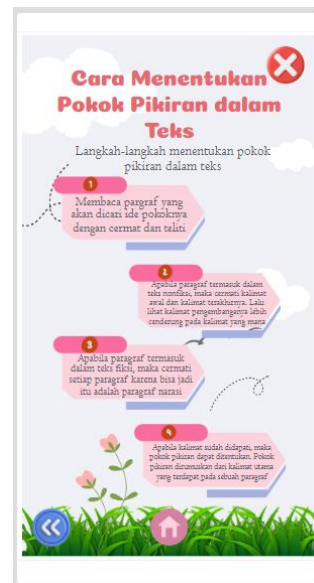 Cara Menentukan
Pokok Pikiran dalam
Teks
Langkah-langkah menentukan pokok
pikiran dalam teks
1
Membaca pargraf yang
akan dicari ide pokoknya
dengan cermat dan teliti
2
Apabila paragraf termasuk dalam
teks nonfiksi, maka cermati kalimat
awal dan kalimat terakhirnya. Lalu
lihat kalimat pengembangnya lebih
cenderung pada kalimat yang mana
3
Apabila paragraf termasuk
dalam teks fiksi, maka cermati
setiap paragraf karena bisa jadi
itu adalah paragraf narasi
4
Apabila kalimat sudah didapati, maka
pokok pikiran dapat ditentukan. Pokok
pikiran dirumuskan dari kalimat utama
yang terdapat pada sebuah paragraf